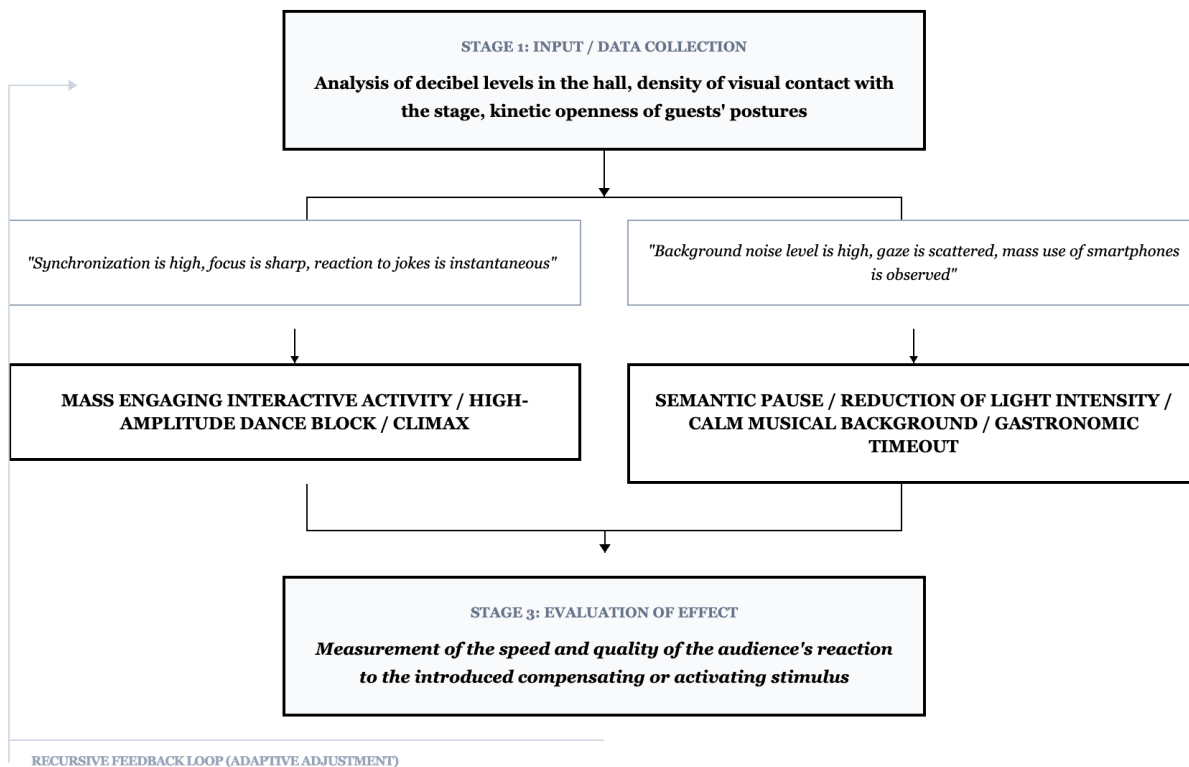 STAGE 1: INPUT / DATA COLLECTION
Analysis of decibel levels in the hall, density of visual contact with
the stage, kinetic openness of guests' postures
"Synchronization is high, focus is sharp, reaction to jokes is instantaneous"
"Background noise level is high, gaze is scattered, mass use of smartphones
is observed"
MASS ENGAGING INTERACTIVE ACTIVITY / HIGH-
AMPLITUDE DANCE BLOCK / CLIMAX
SEMANTIC PAUSE / REDUCTION OF LIGHT INTENSITY /
CALM MUSICAL BACKGROUND / GASTRONOMIC
TIMEOUT
STAGE 3: EVALUATION OF EFFECT
Measurement of the speed and quality of the audience's reaction
to the introduced compensating or activating stimulus
RECURSIVE FEEDBACK LOOP (ADAPTIVE ADJUSTMENT)